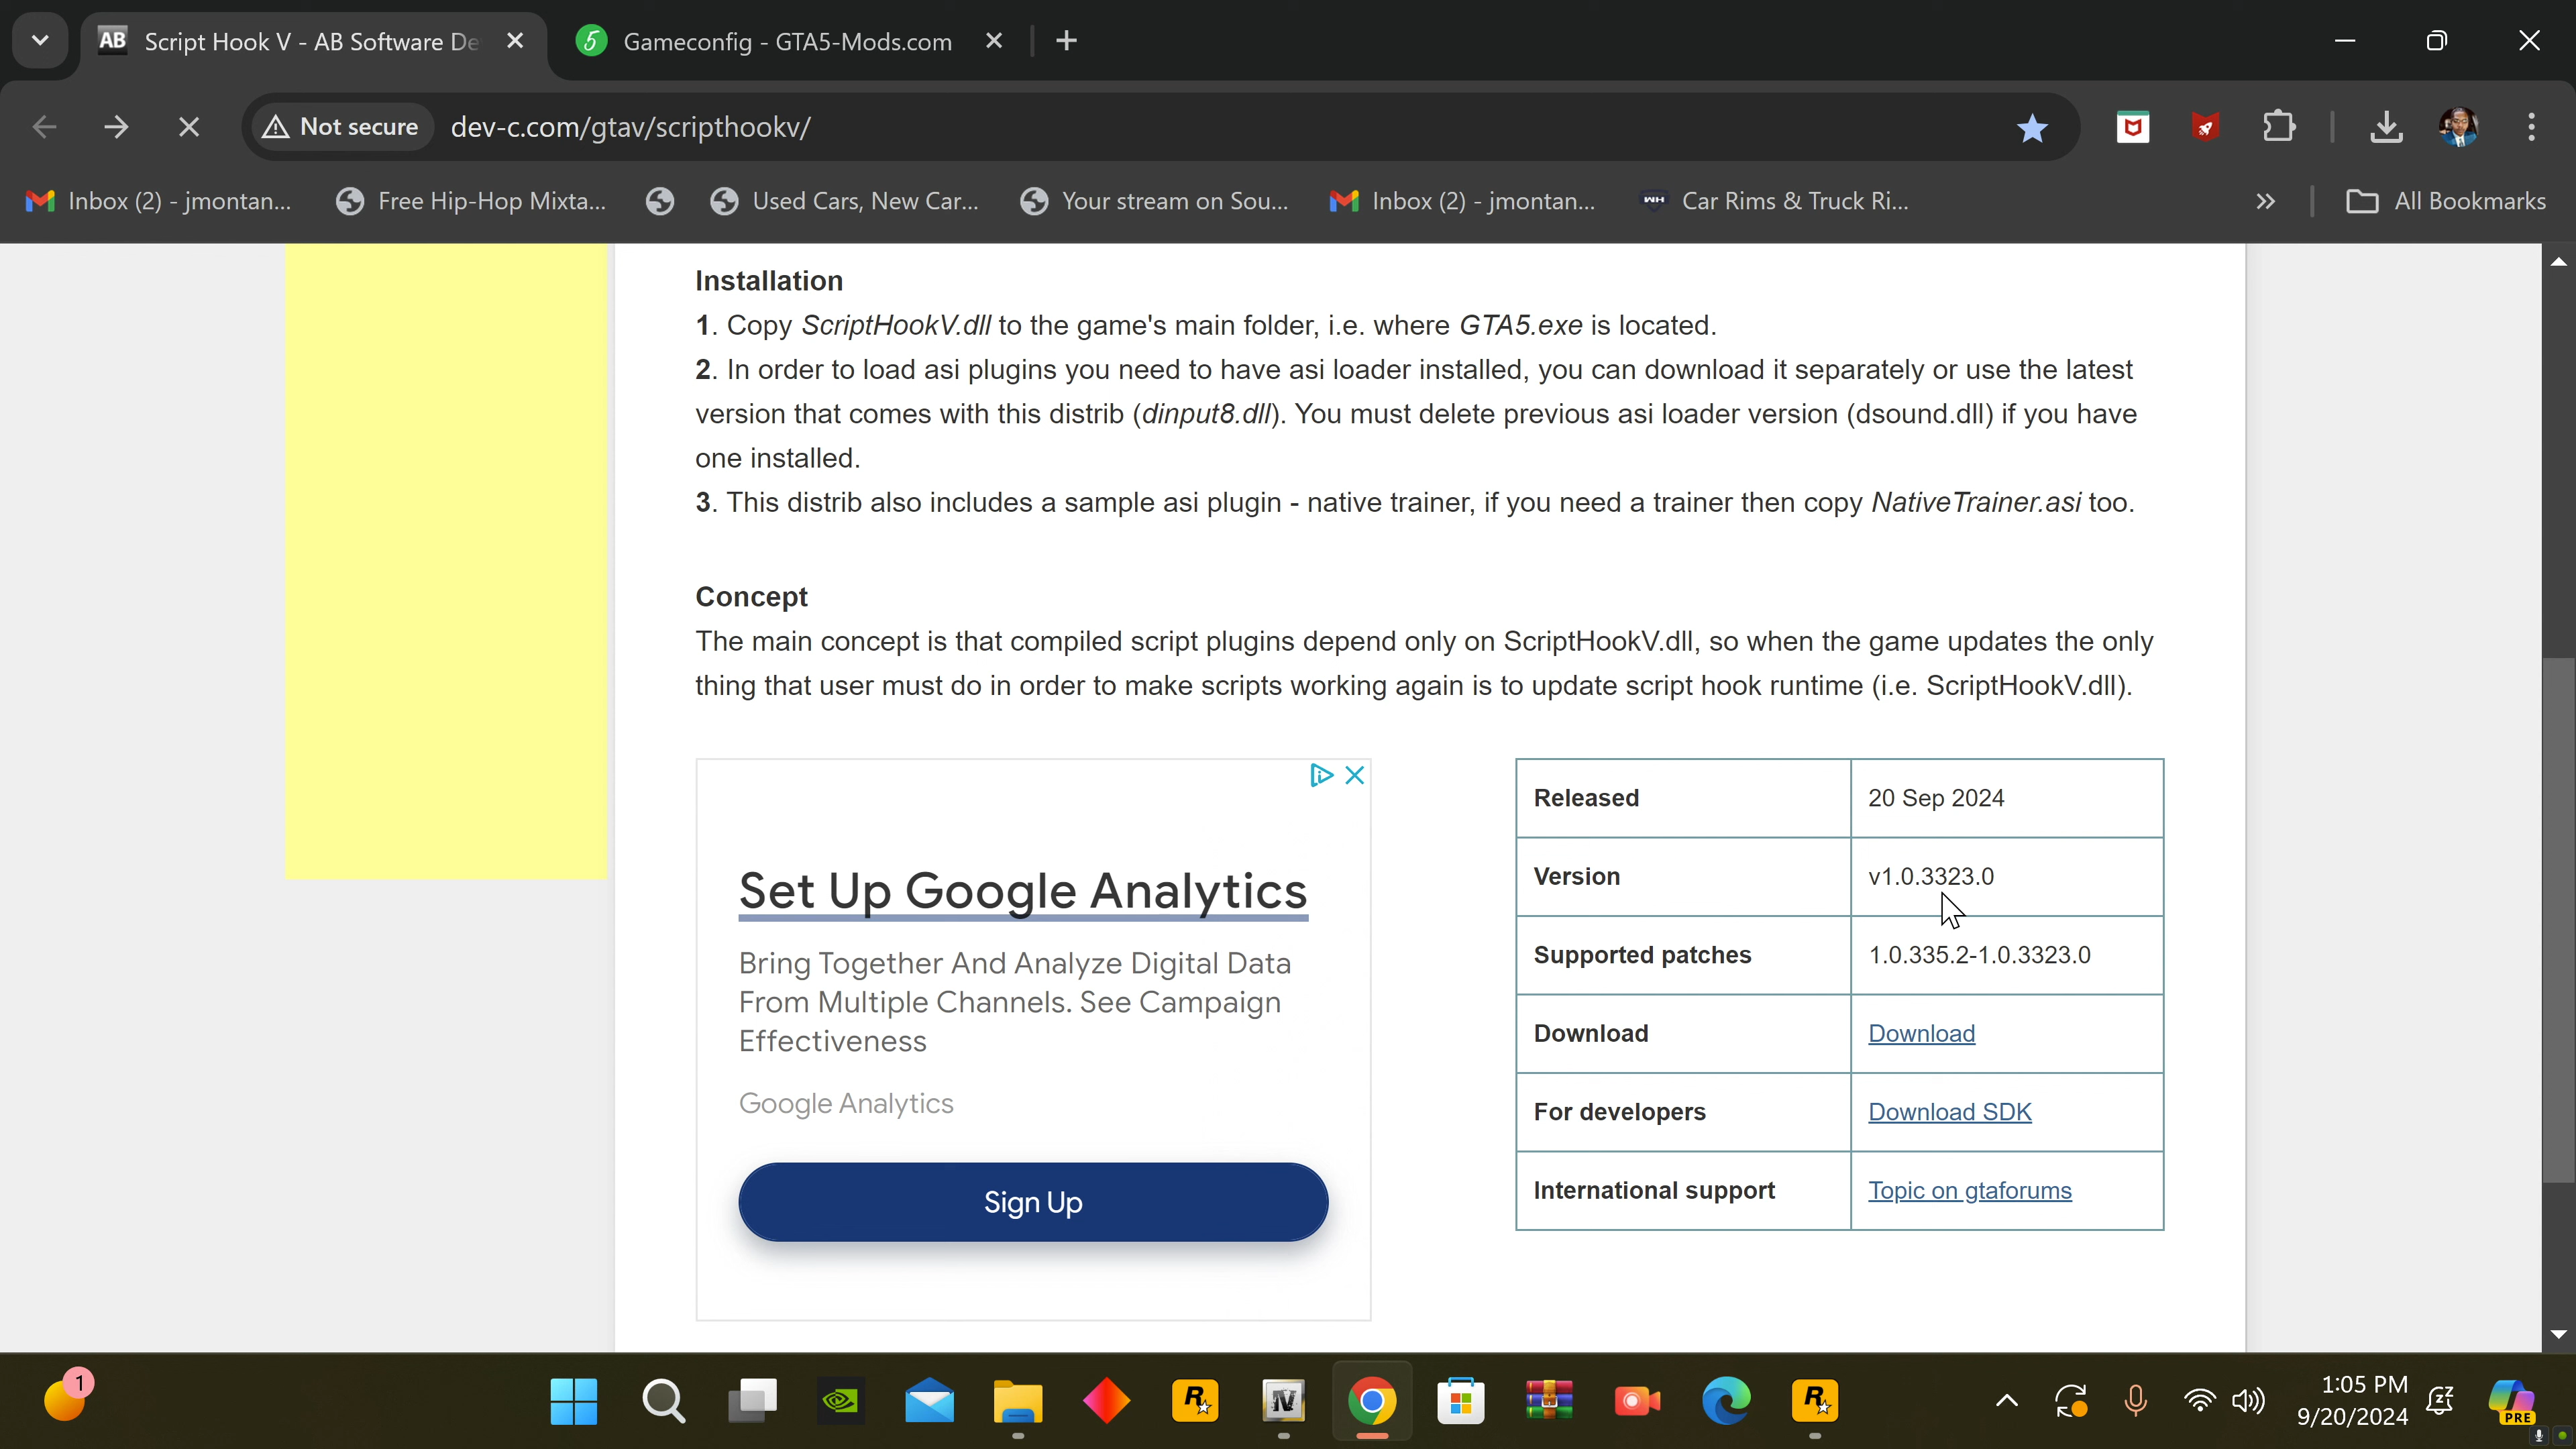 AB Script Hook V - AB Software De
5 Gameconfig - GTA5-Mods.com
Not secure dev-c.com/gtav/scripthookv/
Inbox (2) - jmontan... Free Hip-Hop Mixta... Used Cars, New Car... Your stream on Sou... Inbox (2) - jmontan... Car Rims & Truck Ri... All Bookmarks
Installation
1. Copy ScriptHookV.dll to the game's main folder, i.e. where GTA5.exe is located.
2. In order to load asi plugins you need to have asi loader installed, you can download it separately or use the latest
version that comes with this distrib (dinput8.dll). You must delete previous asi loader version (dsound.dll) if you have
one installed.
3. This distrib also includes a sample asi plugin - native trainer, if you need a trainer then copy NativeTrainer.asi too.
Concept
The main concept is that compiled script plugins depend only on ScriptHookV.dll, so when the game updates the only
thing that user must do in order to make scripts working again is to update script hook runtime (i.e. ScriptHookV.dll).
Set Up Google Analytics
Bring Together And Analyze Digital Data
From Multiple Channels. See Campaign
Effectiveness
Google Analytics
Sign Up
Released 20 Sep 2024
Version v1.0.3323.0
Supported patches 1.0.335.2-1.0.3323.0
Download Download
For developers Download SDK
International support Topic on gtaforums
1
1:05 PM
9/20/2024
PRE